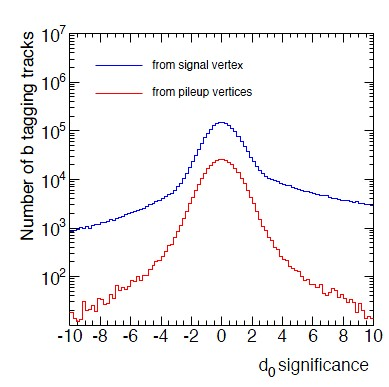 Number of b tagging tracks
10^7
10^6
10^5
10^4
10^3
10^2
from signal vertex
from pileup vertices
-10 -8 -6 -4 -2 0 2 4 6 8 10
d_0 significance